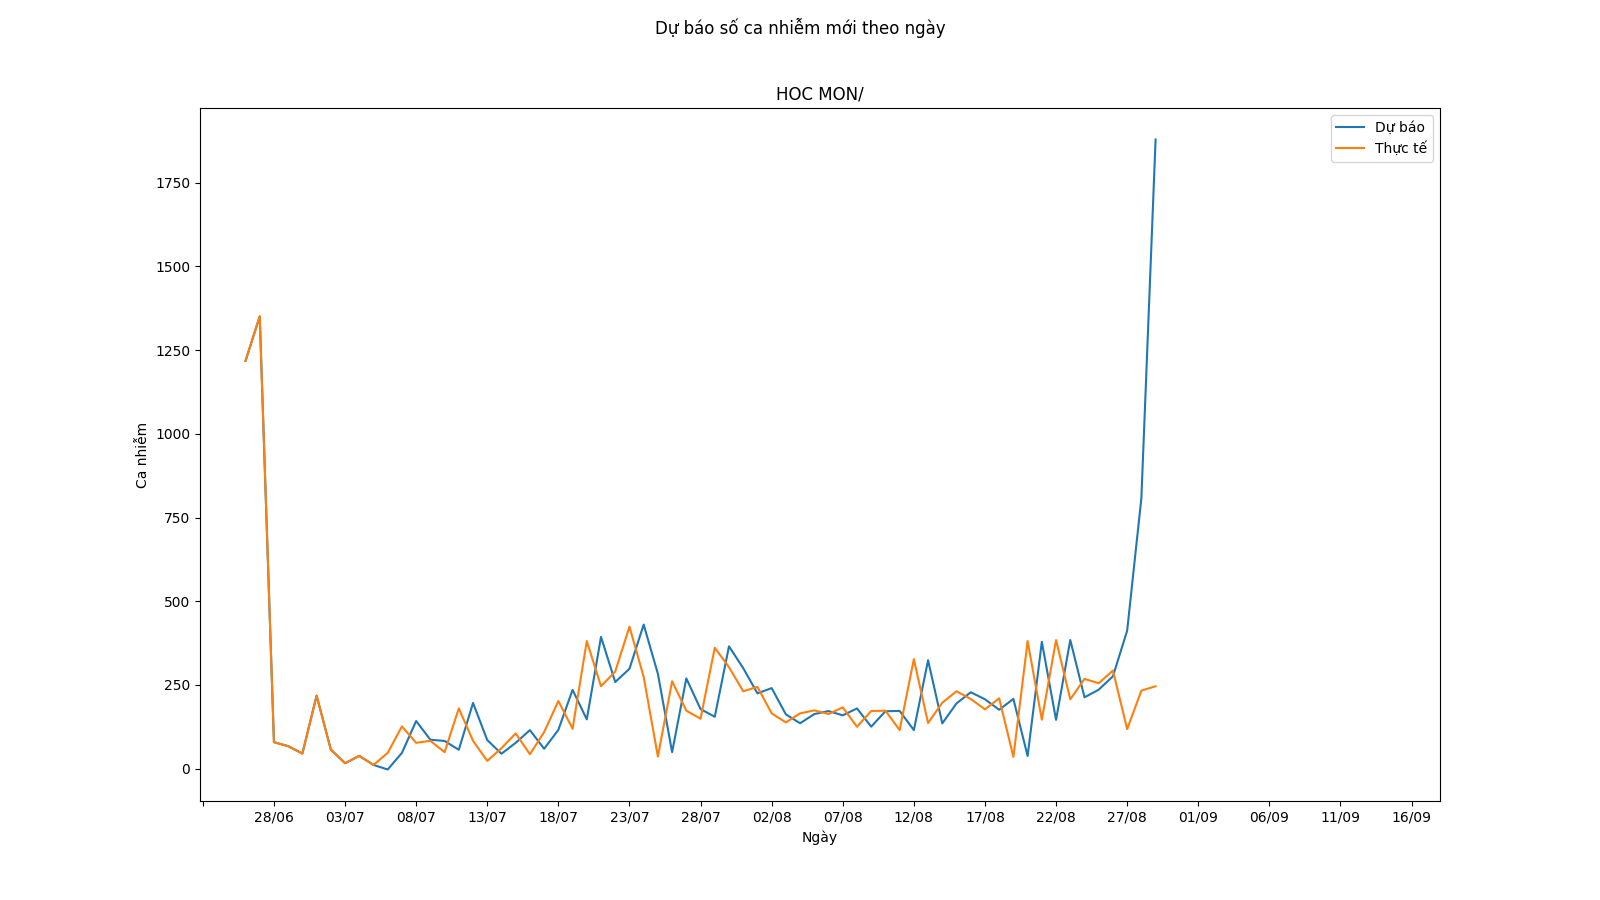 Dự báo số ca nhiễm mới theo ngày
HOC MON/
Dự báo
Thực tế
1750
1500
1250
1000
750
500
250
0
Ca nhiễm
28/06 03/07 08/07 13/07 18/07 23/07 28/07 02/08 07/08 12/08 17/08 22/08 27/08 01/09 06/09 11/09 16/09
Ngày